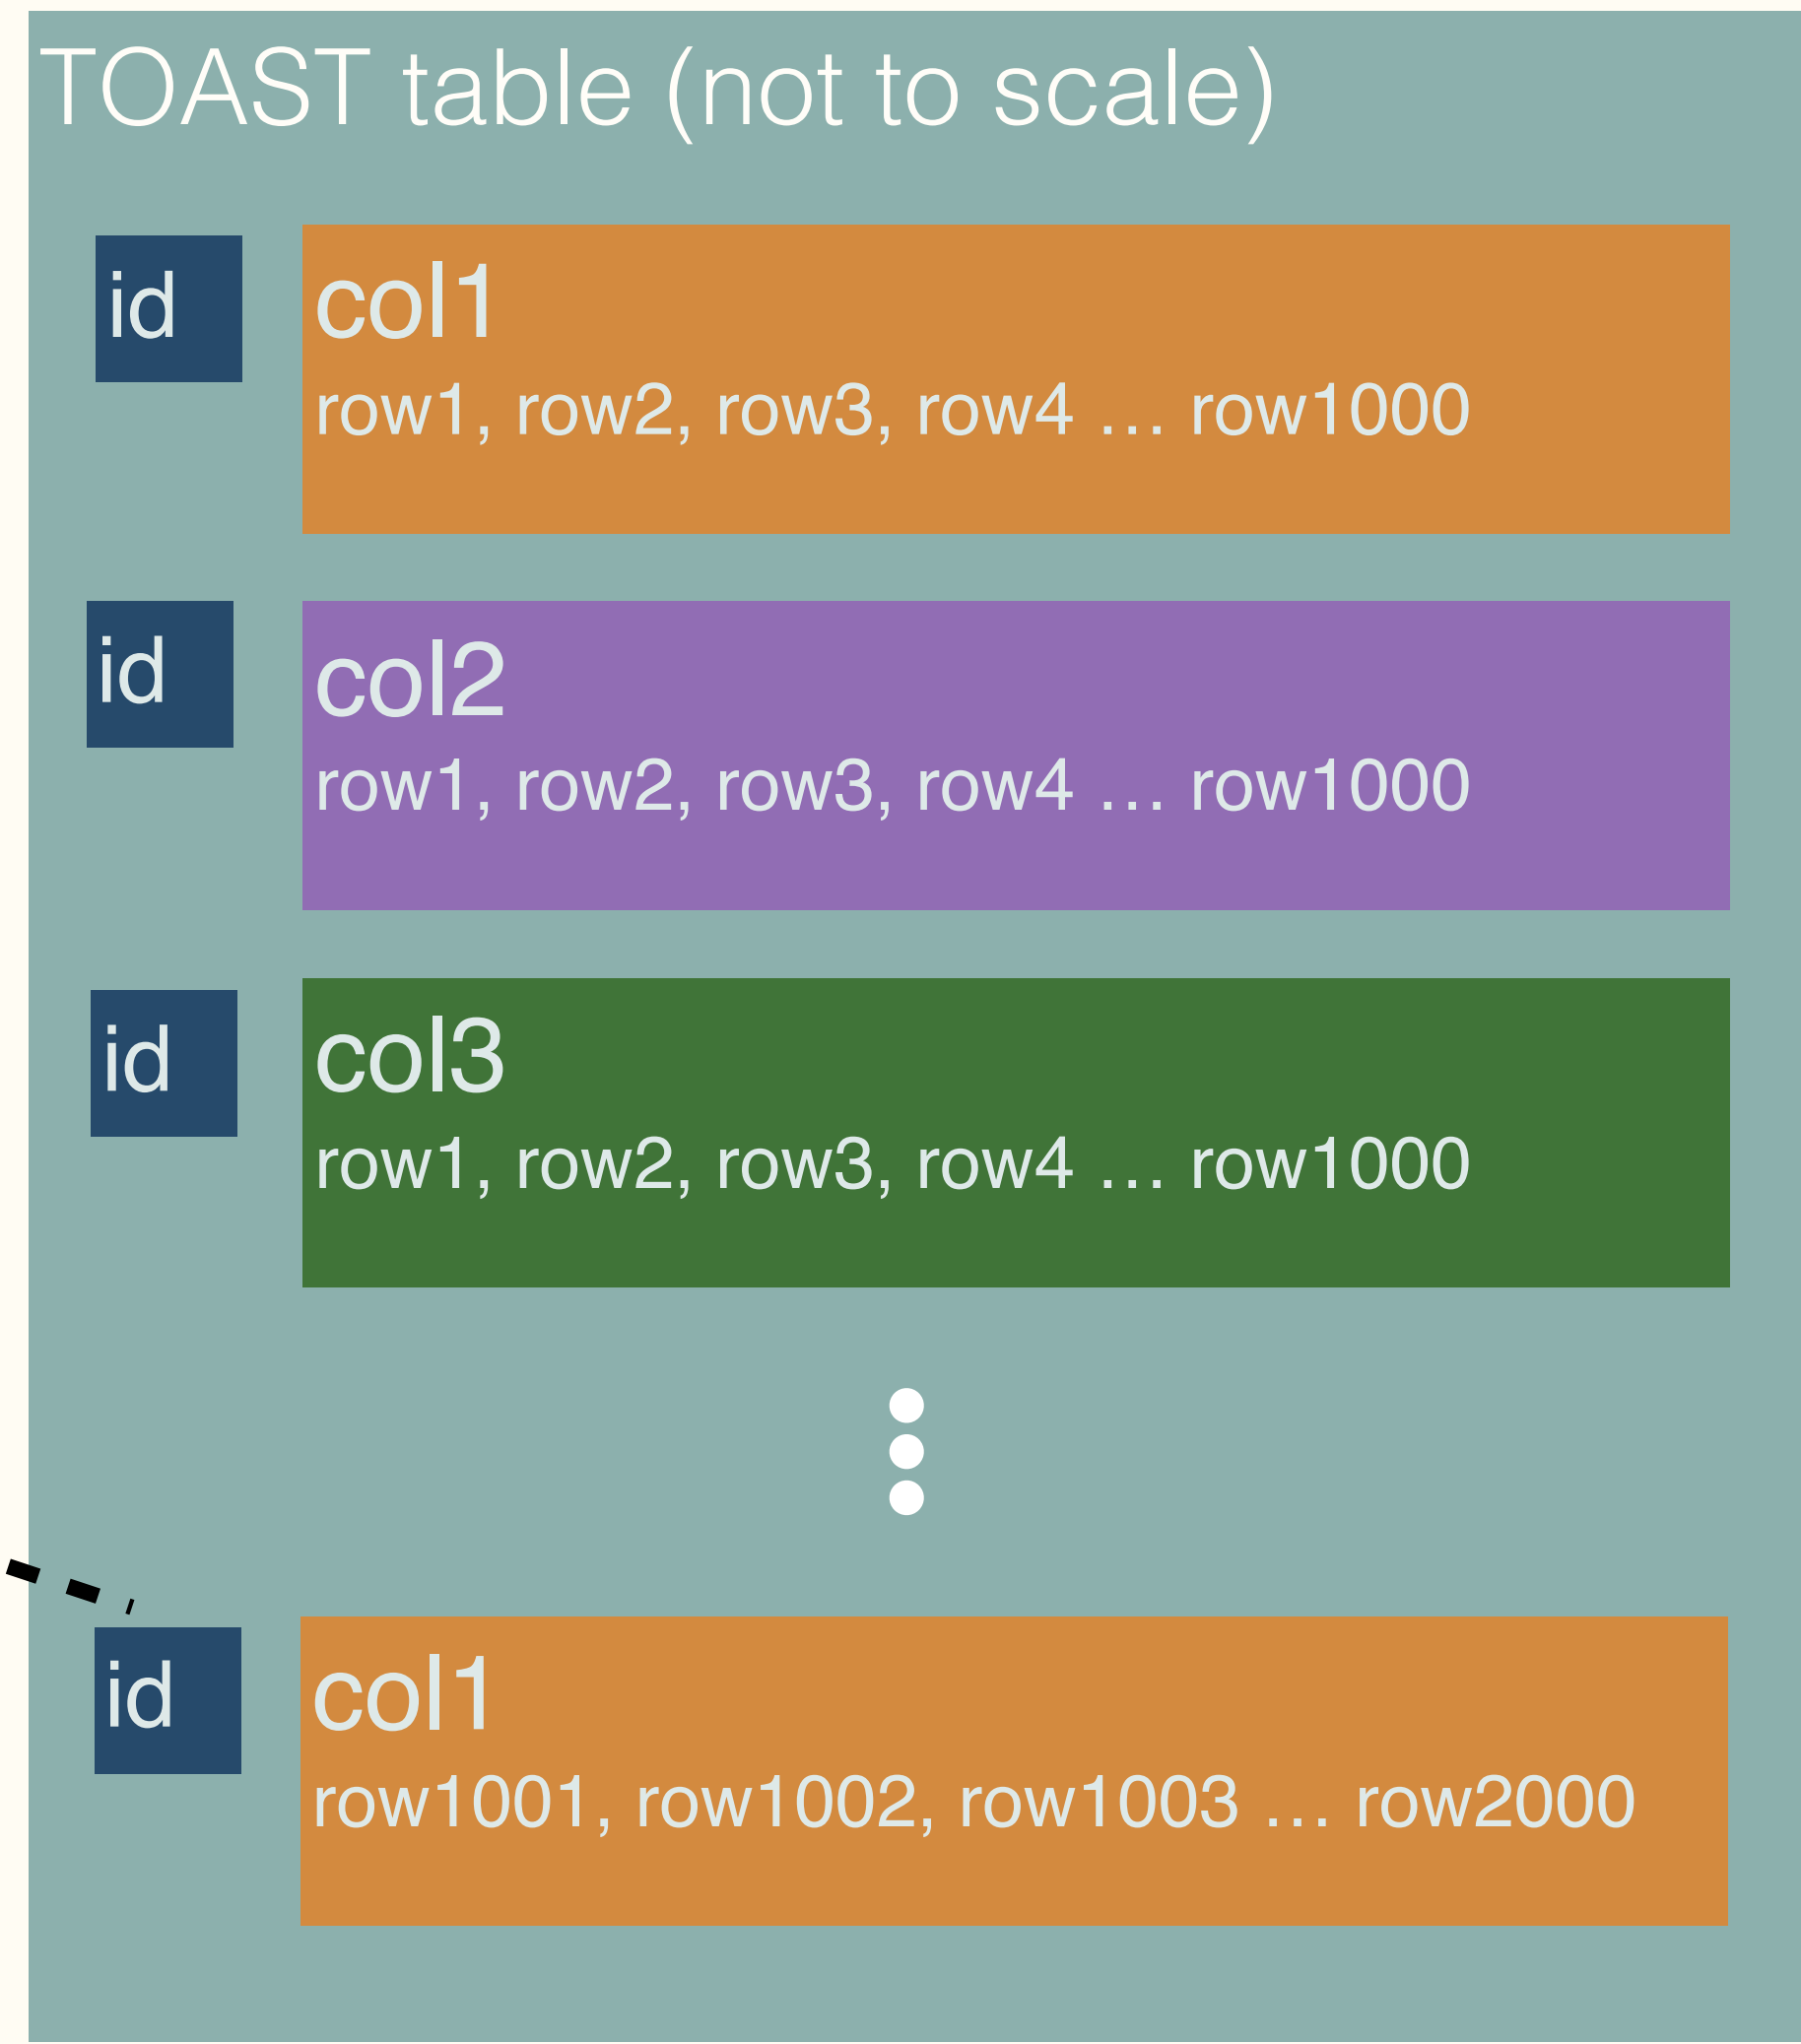 TOAST table (not to scale)
id
col1
row1, row2, row3, row4 … row1000
id
col2
row1, row2, row3, row4 … row1000
id
col3
row1, row2, row3, row4 … row1000
id
col1
row1001, row1002, row1003 … row2000